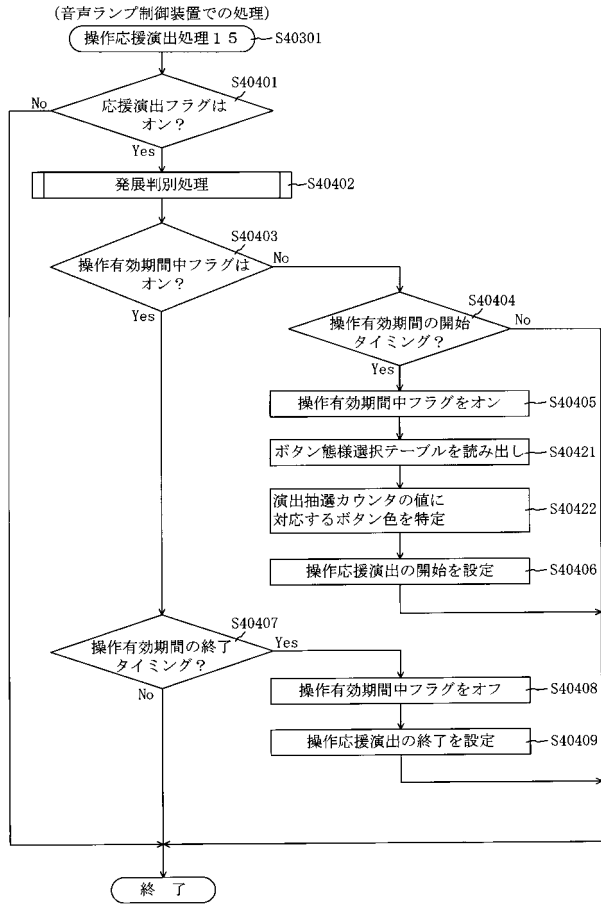 (音声ランプ制御装置での処理)
操作応援演出処理15
S40301
S40401
応援演出フラグは
オン?
No
Yes
発展判別処理
S40402
S40403
操作有効期間中フラグは
オン?
No
Yes
S40404
操作有効期間の開始
タイミング?
No
Yes
操作有効期間中フラグをオン
S40405
ボタン態様選択テーブルを読み出し
S40421
演出抽選カウンタの値に
対応するボタン色を特定
S40422
操作応援演出の開始を設定
S40406
S40407
操作有効期間の終了
タイミング?
Yes
No
操作有効期間中フラグをオフ
S40408
操作応援演出の終了を設定
S40409
終 了